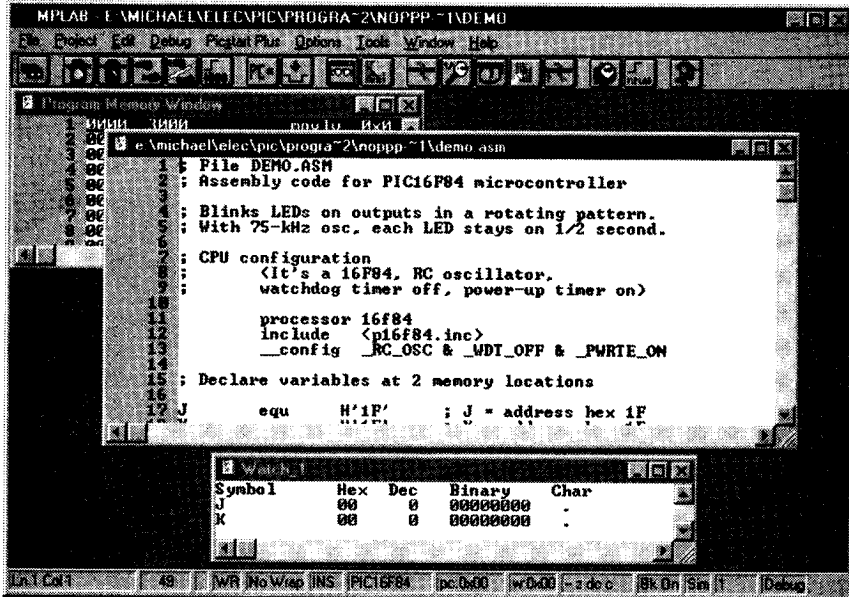 MPLAB - E:\MICHAEL\ELEC\PIC\PROGRA~2\NOPPP-~1\DEMO
File Project Edit Debug Picstart Plus Options Tools Window Help
Program Memory Window
1 0000 3000 movlw 0x0
e:\michael\elec\pic\progra~2\noppp-~1\demo.asm
1 ; File DEMO.ASM
2 ; Assembly code for PIC16F84 microcontroller
3
4 ; Blinks LEDs on outputs in a rotating pattern.
5 ; With 75-kHz osc, each LED stays on 1/2 second.
6
7 ; CPU configuration
8 ; (It's a 16F84, RC oscillator,
9 ; watchdog timer off, power-up timer on)
10
11 processor 16f84
12 include <p16f84.inc>
13 __config _RC_OSC & _WDT_OFF & _PWRTE_ON
14
15 ; Declare variables at 2 memory locations
16
17 J equ H'1F' ; J = address hex 1F
Watch_1
Symbol Hex Dec Binary Char
J 00 0 00000000 .
K 00 0 00000000 .
Ln 1 Col 1 49 WR No Wrap INS PIC16F84 pc:0x00 w:0x00 - z dc c Bk On Sim Debug